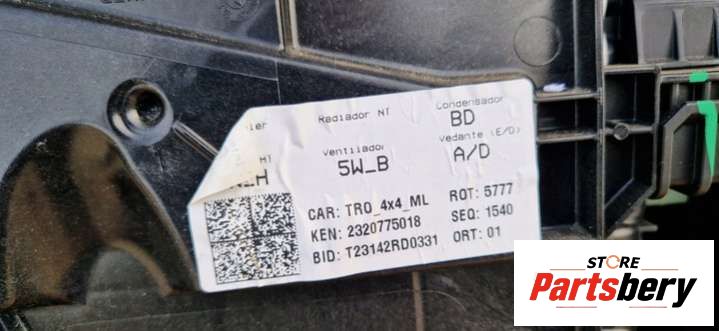 Radiador NT
Condensador
BD
Ventilador
5W_B
Vedante (E/D)
A/D
MT
CAR: TRO_4x4_ML
ROT: 5777
KEN: 2320775018
SEQ: 1540
BID: T23142RD0331
ORT: 01
STORE
Partsbery